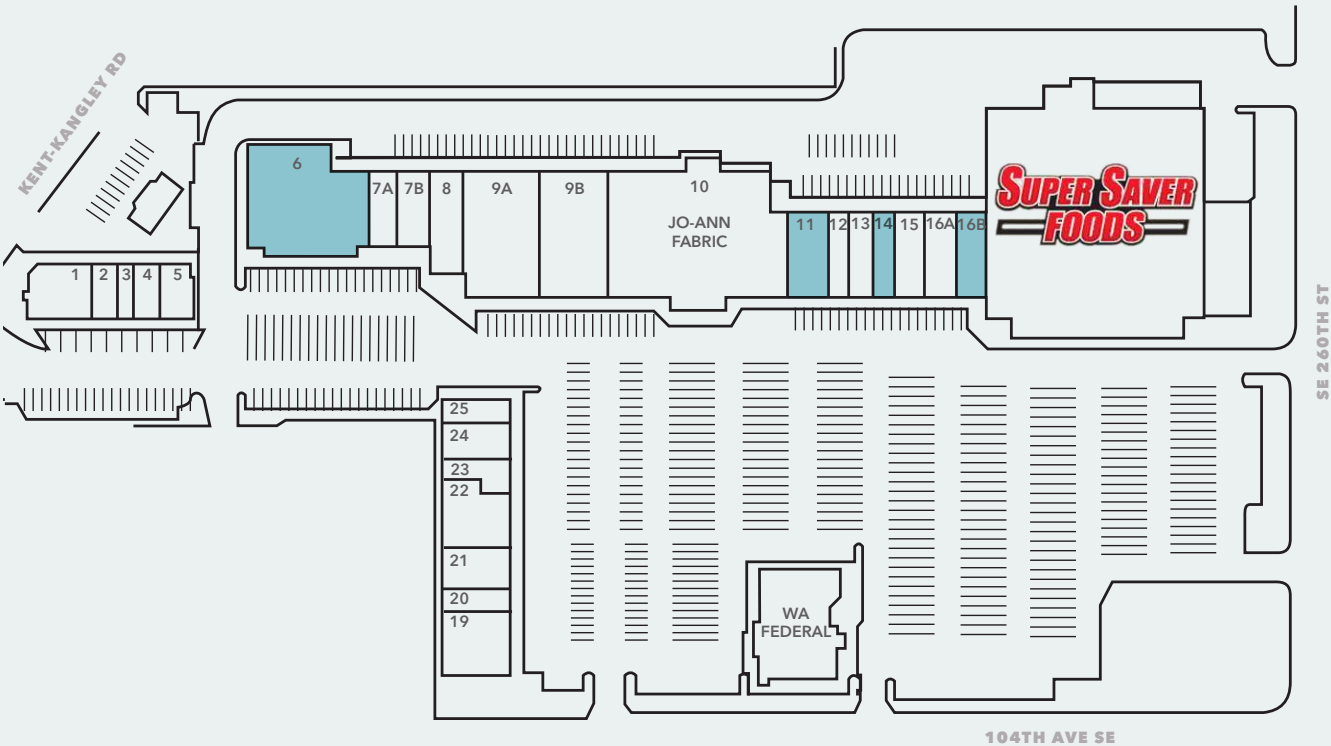 KENT-KANGLEY RD
6
7A
7B
8
9A
9B
10
JO-ANN
FABRIC
11
12
13
14
15
16A
16B
SUPER SAVER
FOODS
1
2
3
4
5
SE 260TH ST
25
24
23
22
21
20
19
WA
FEDERAL
104TH AVE SE